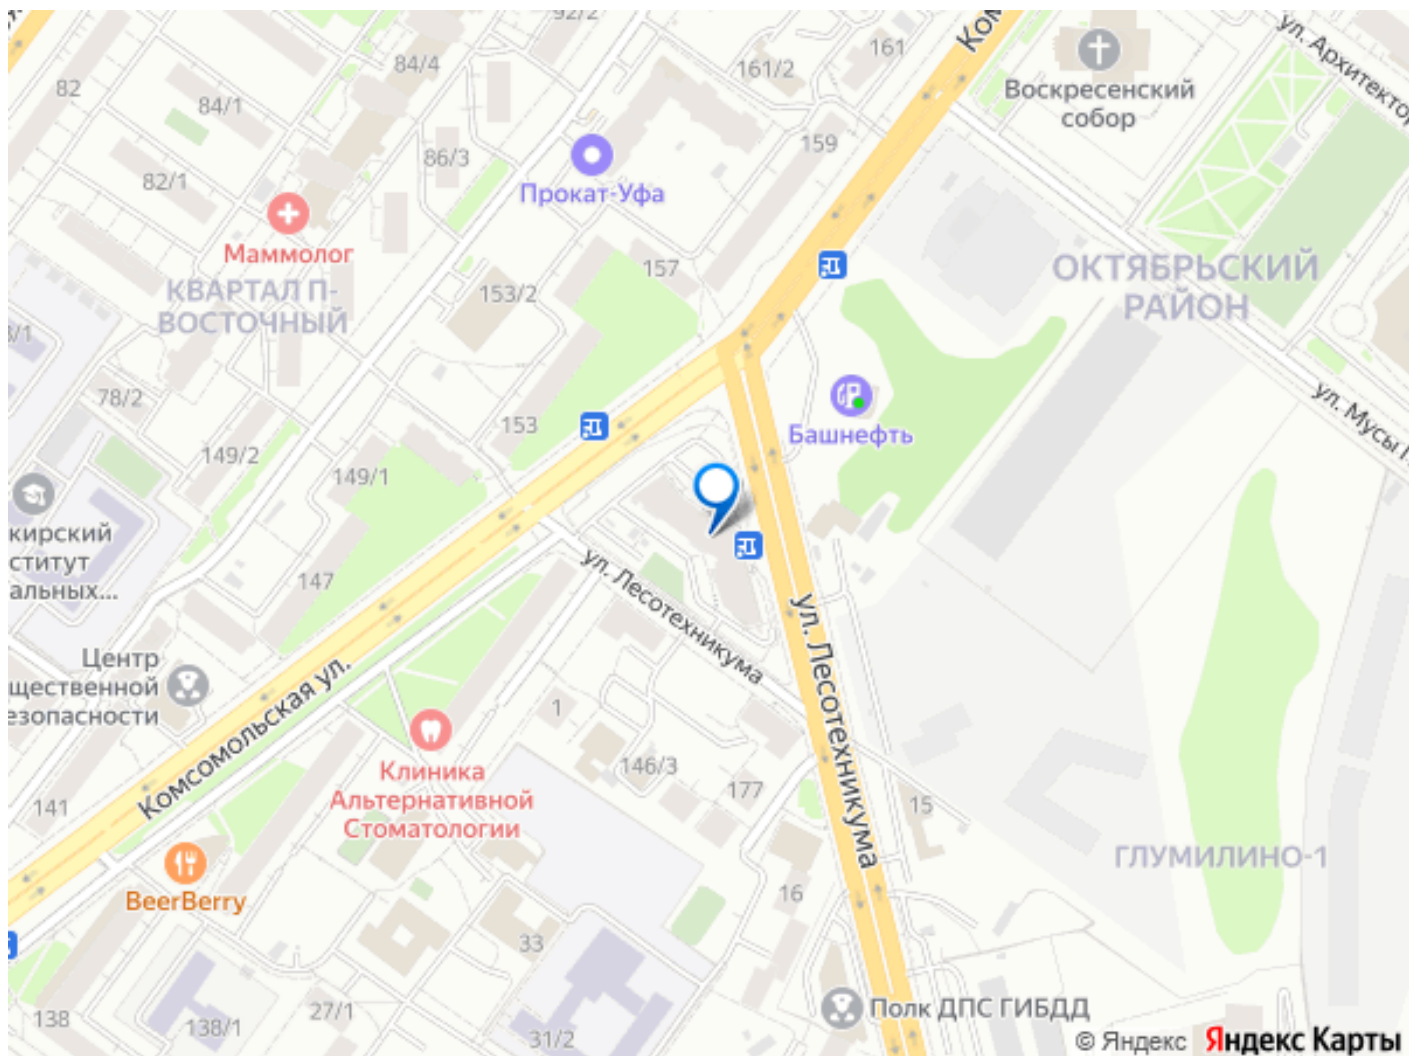 92/2
82
84/4
84/1
161
161/2
Воскресенский
собор
ул. Архитектор
86/3
159
82/1
Прокат-Уфа
Маммолог
КВАРТАЛ П-
ВОСТОЧНЫЙ
157
153/2
ОКТЯБРЬСКИЙ
РАЙОН
78/2
153
Башнефть
149/2
149/1
ул. Мусы
кирский
ститут
альных...
147
ул. Лесотехникума
ул. Лесотехникума
Центр
щественной
езопасности
Комсомольская ул.
1
146/3
177
Клиника
Альтернативной
Стоматологии
141
15
ГЛУМИЛИНО-1
BeerBerry
16
33
138
138/1
27/1
31/2
Полк ДПС ГИБДД
© Яндекс Яндекс Карты